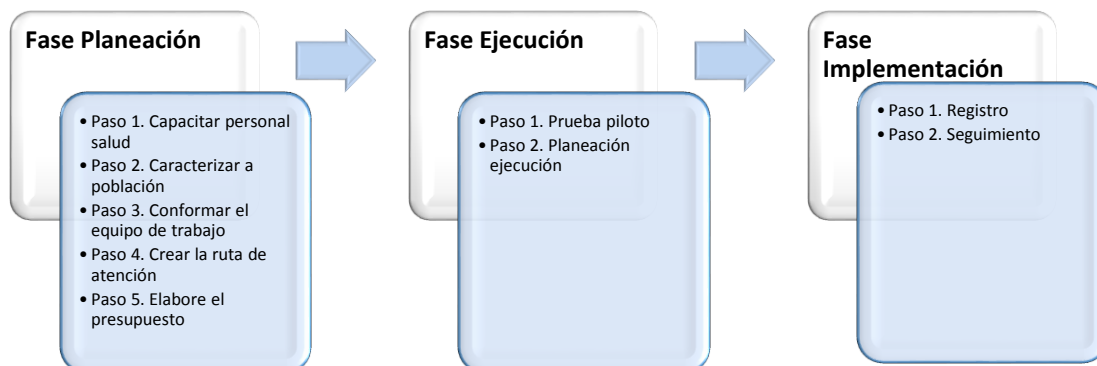 Fase Planeación
• Paso 1. Capacitar personal
salud
• Paso 2. Caracterizar a
población
• Paso 3. Conformar el
equipo de trabajo
• Paso 4. Crear la ruta de
atención
• Paso 5. Elabore el
presupuesto
Fase Ejecución
• Paso 1. Prueba piloto
• Paso 2. Planeación
ejecución
Fase
Implementación
• Paso 1. Registro
• Paso 2. Seguimiento